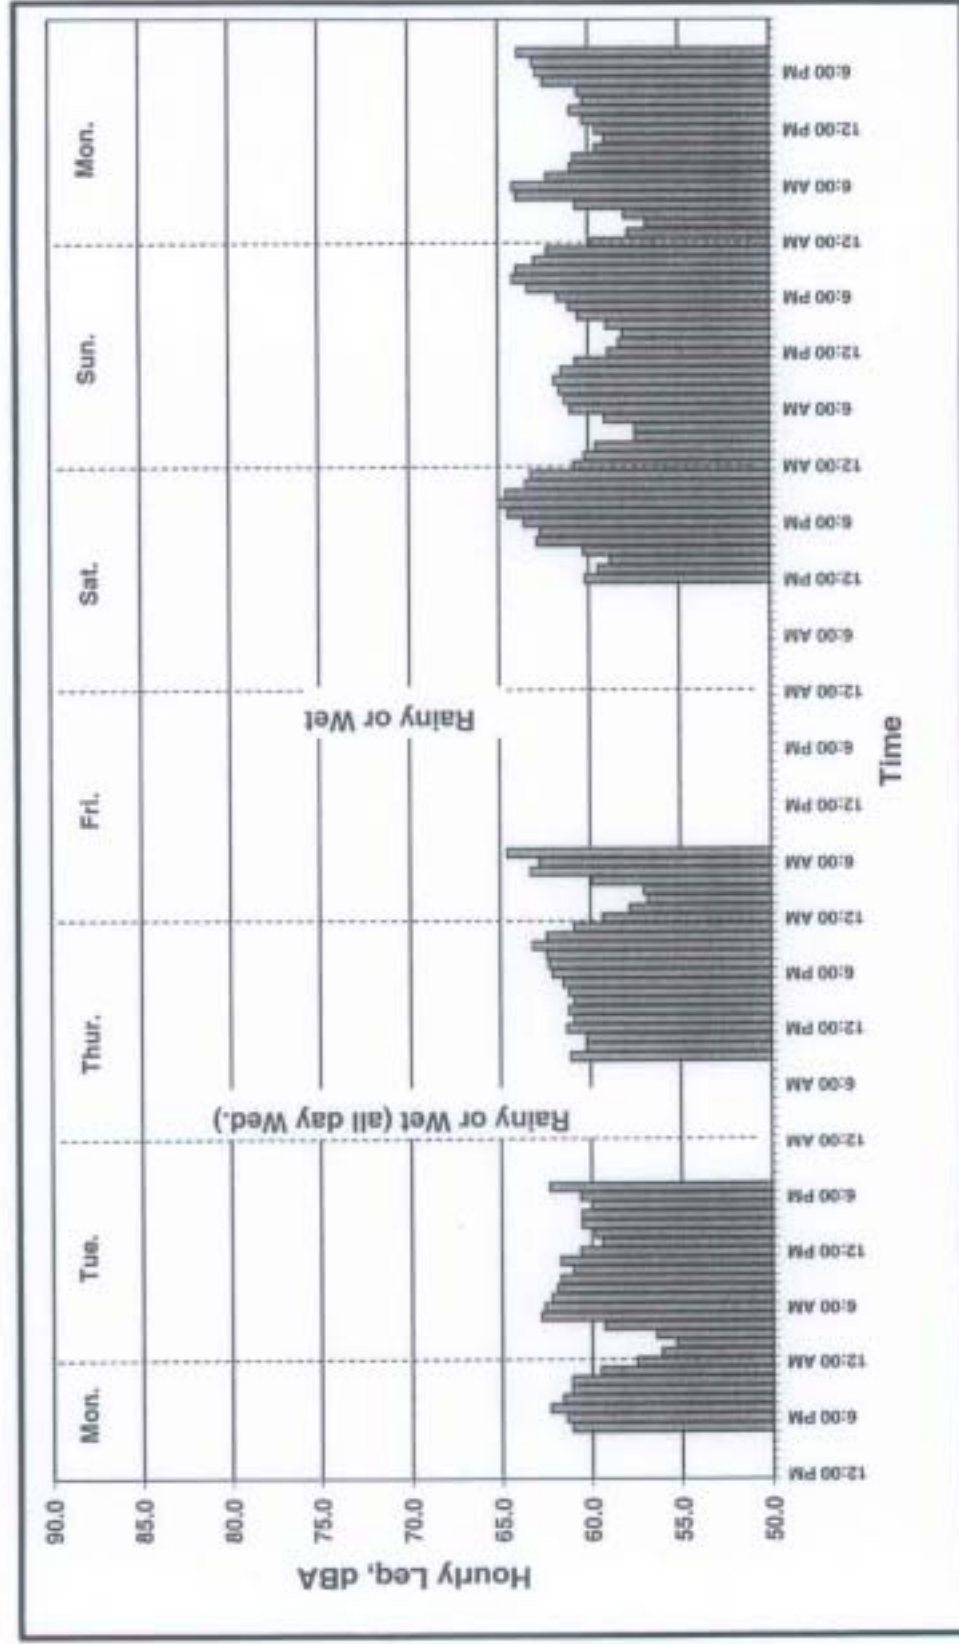 Mon.
Tue.
Thur.
Fri.
Sat.
Sun.
Mon.
90.0
85.0
80.0
75.0
70.0
65.0
60.0
55.0
50.0
Hourly Leq, dBA
Rainy or Wet (all day Wed.)
Rainy or Wet
12:00 PM
6:00 PM
12:00 AM
6:00 AM
12:00 PM
6:00 PM
12:00 AM
6:00 AM
12:00 PM
6:00 PM
12:00 AM
6:00 AM
12:00 PM
6:00 PM
12:00 AM
6:00 AM
12:00 PM
6:00 PM
12:00 AM
6:00 AM
12:00 PM
6:00 PM
12:00 AM
6:00 AM
12:00 PM
6:00 PM
Time